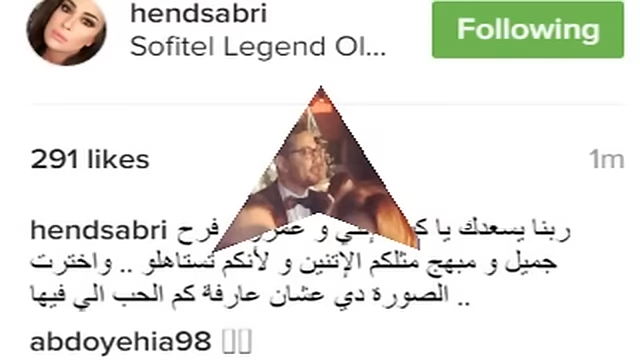 hendsabri
Sofitel Legend Ol...
Following
291 likes
1m
hendsabri ربنا يسعدك يا و فرح
جميل و مبهج مثلكم الإتنين و لأنكم تستاهلو .. واخترت
الصورة دي عشان عارفة كم الحب الي فيها ..
abdoyehia98